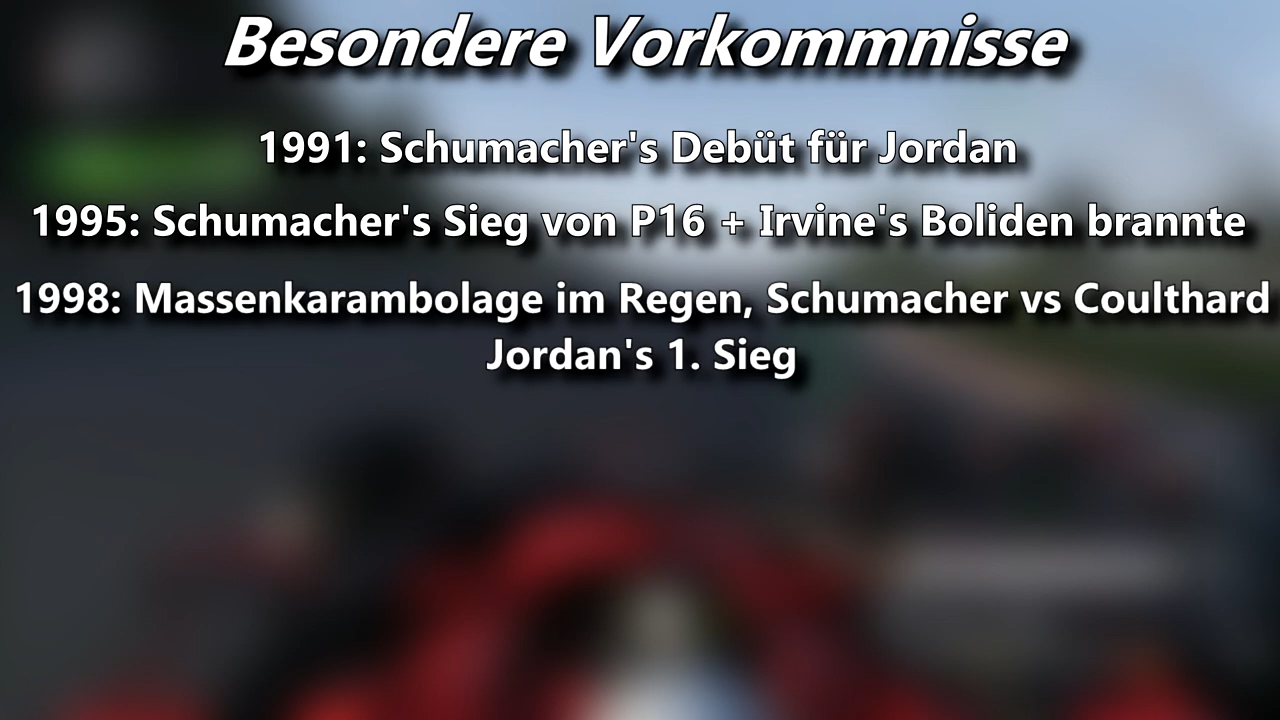 Besondere Vorkommnisse
1991: Schumacher's Debüt für Jordan
1995: Schumacher's Sieg von P16 + Irvine's Boliden brannte
1998: Massenkarambolage im Regen, Schumacher vs Coulthard
Jordan's 1. Sieg